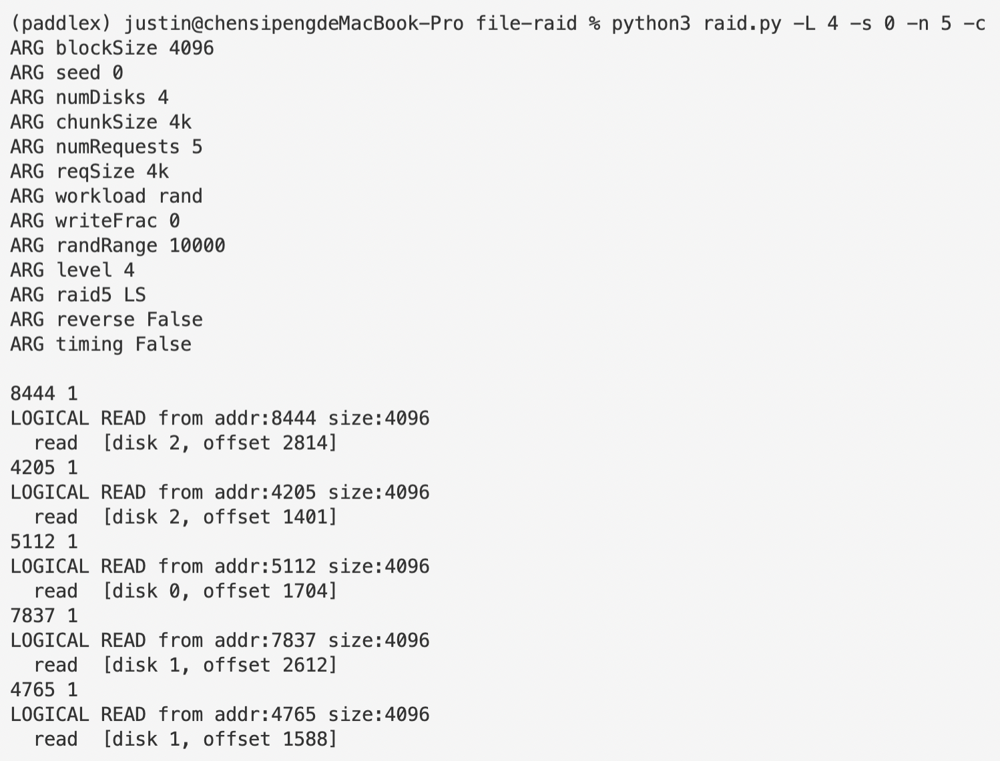 (paddlex) justin@chensipengdeMacBook-Pro file-raid % python3 raid.py -L 4 -s 0 -n 5 -c
ARG blockSize 4096
ARG seed 0
ARG numDisks 4
ARG chunkSize 4k
ARG numRequests 5
ARG reqSize 4k
ARG workload rand
ARG writeFrac 0
ARG randRange 10000
ARG level 4
ARG raid5 LS
ARG reverse False
ARG timing False

8444 1
LOGICAL READ from addr:8444 size:4096
  read  [disk 2, offset 2814]
4205 1
LOGICAL READ from addr:4205 size:4096
  read  [disk 2, offset 1401]
5112 1
LOGICAL READ from addr:5112 size:4096
  read  [disk 0, offset 1704]
7837 1
LOGICAL READ from addr:7837 size:4096
  read  [disk 1, offset 2612]
4765 1
LOGICAL READ from addr:4765 size:4096
  read  [disk 1, offset 1588]